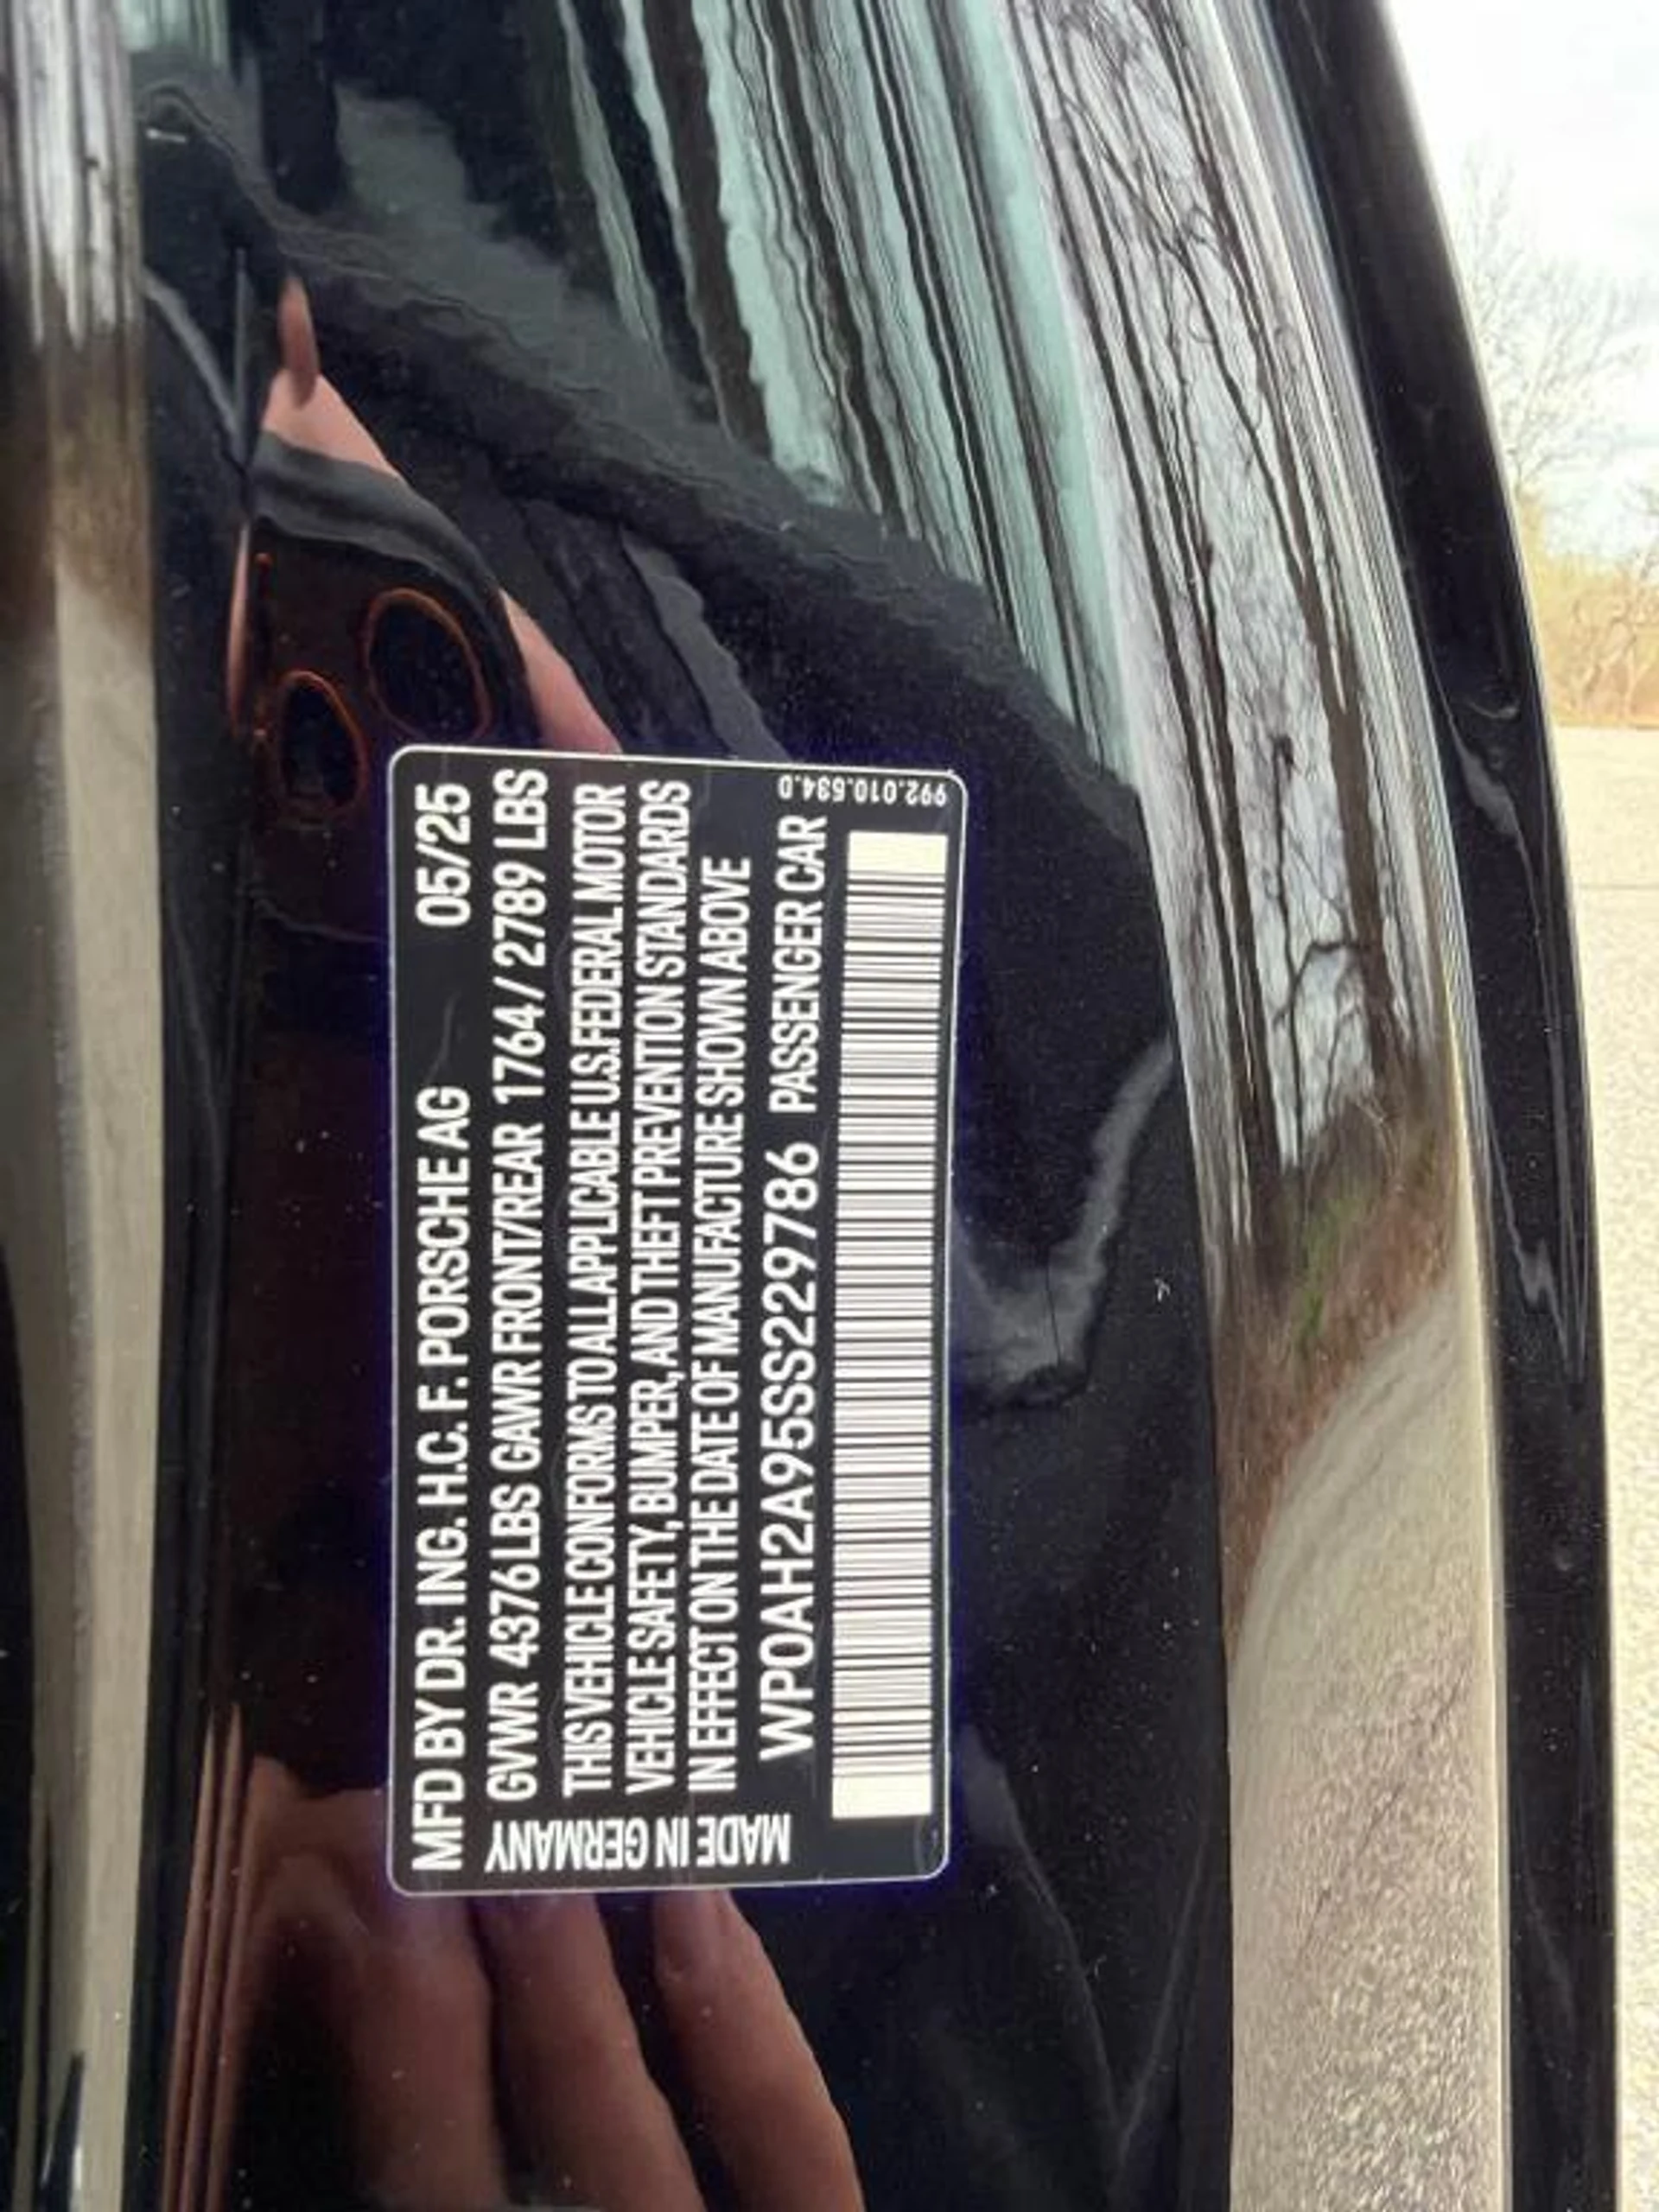 MFD BY DR. ING. H.C. F. PORSCHE AG 05/25
GVWR 4376 LBS GAWR FRONT/REAR 1764 / 2789 LBS
THIS VEHICLE CONFORMS TO ALL APPLICABLE U.S. FEDERAL MOTOR
VEHICLE SAFETY, BUMPER, AND THEFT PREVENTION STANDARDS
IN EFFECT ON THE DATE OF MANUFACTURE SHOWN ABOVE
WP0AH2A95SS229786 PASSENGER CAR
MADE IN GERMANY
992.010.534.0